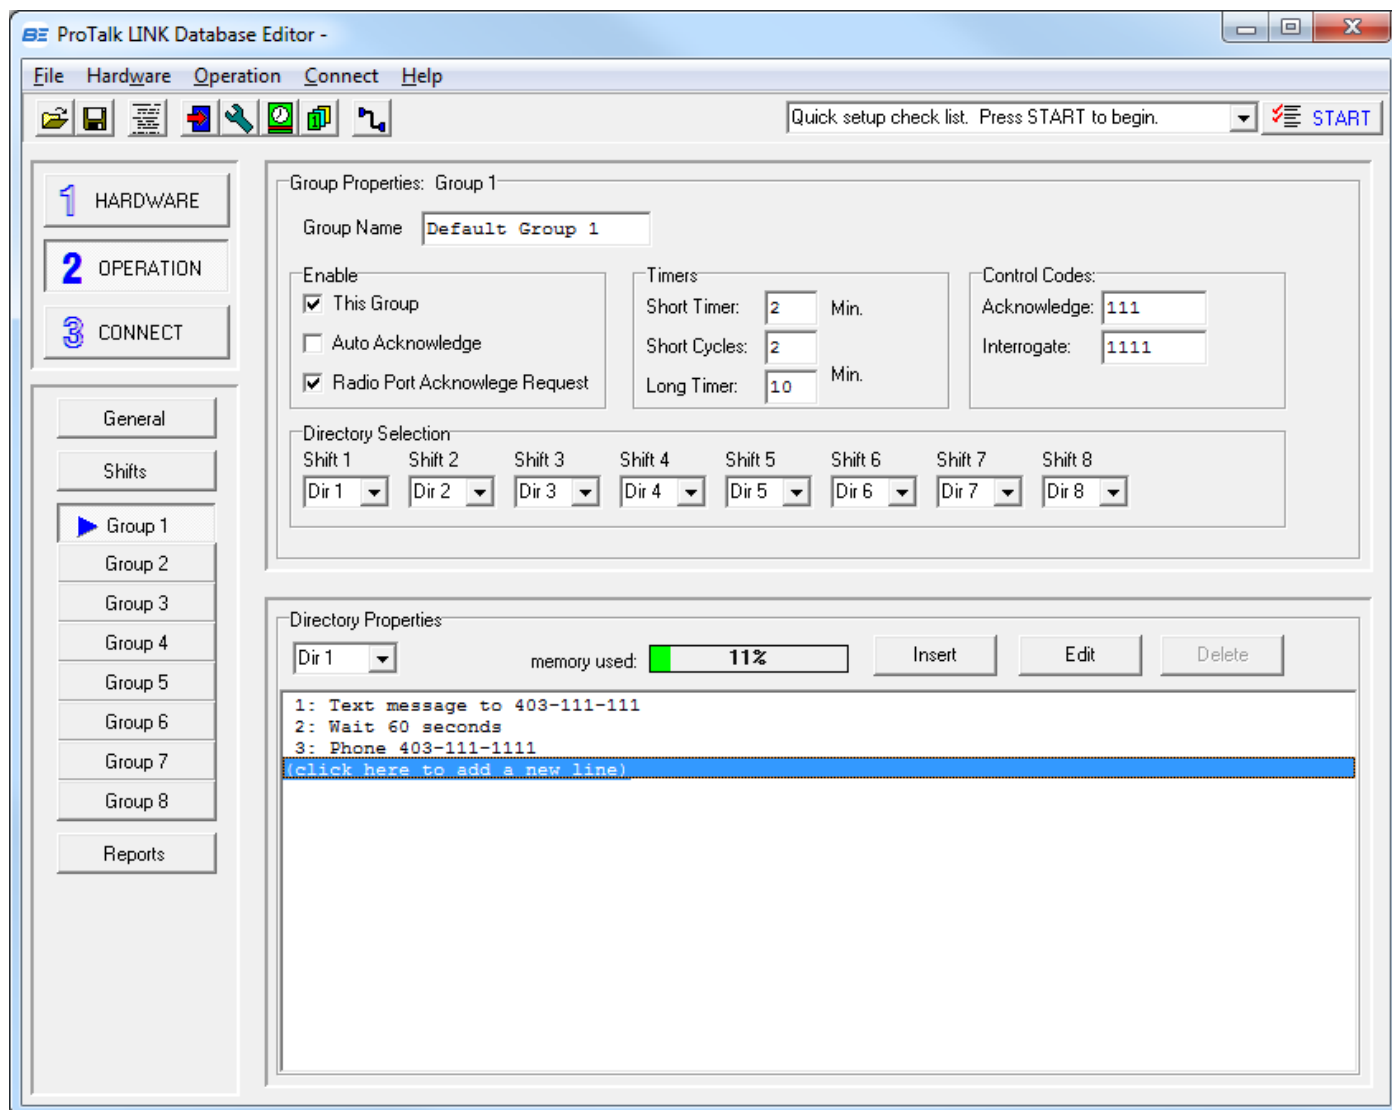 BE ProTalk LINK Database Editor -
File Hardware Operation Connect Help
Quick setup check list. Press START to begin. START
1 HARDWARE
2 OPERATION
3 CONNECT
General
Shifts
Group 1
Group 2
Group 3
Group 4
Group 5
Group 6
Group 7
Group 8
Reports
Group Properties: Group 1
Group Name Default Group 1
Enable
This Group
Auto Acknowledge
Radio Port Acknowlege Request
Timers
Short Timer: 2 Min.
Short Cycles: 2
Long Timer: 10 Min.
Control Codes:
Acknowledge: 111
Interrogate: 1111
Directory Selection
Shift 1 Shift 2 Shift 3 Shift 4 Shift 5 Shift 6 Shift 7 Shift 8
Dir 1 Dir 2 Dir 3 Dir 4 Dir 5 Dir 6 Dir 7 Dir 8
Directory Properties
Dir 1 memory used: 11% Insert Edit Delete
1: Text message to 403-111-111
2: Wait 60 seconds
3: Phone 403-111-1111
(click here to add a new line)